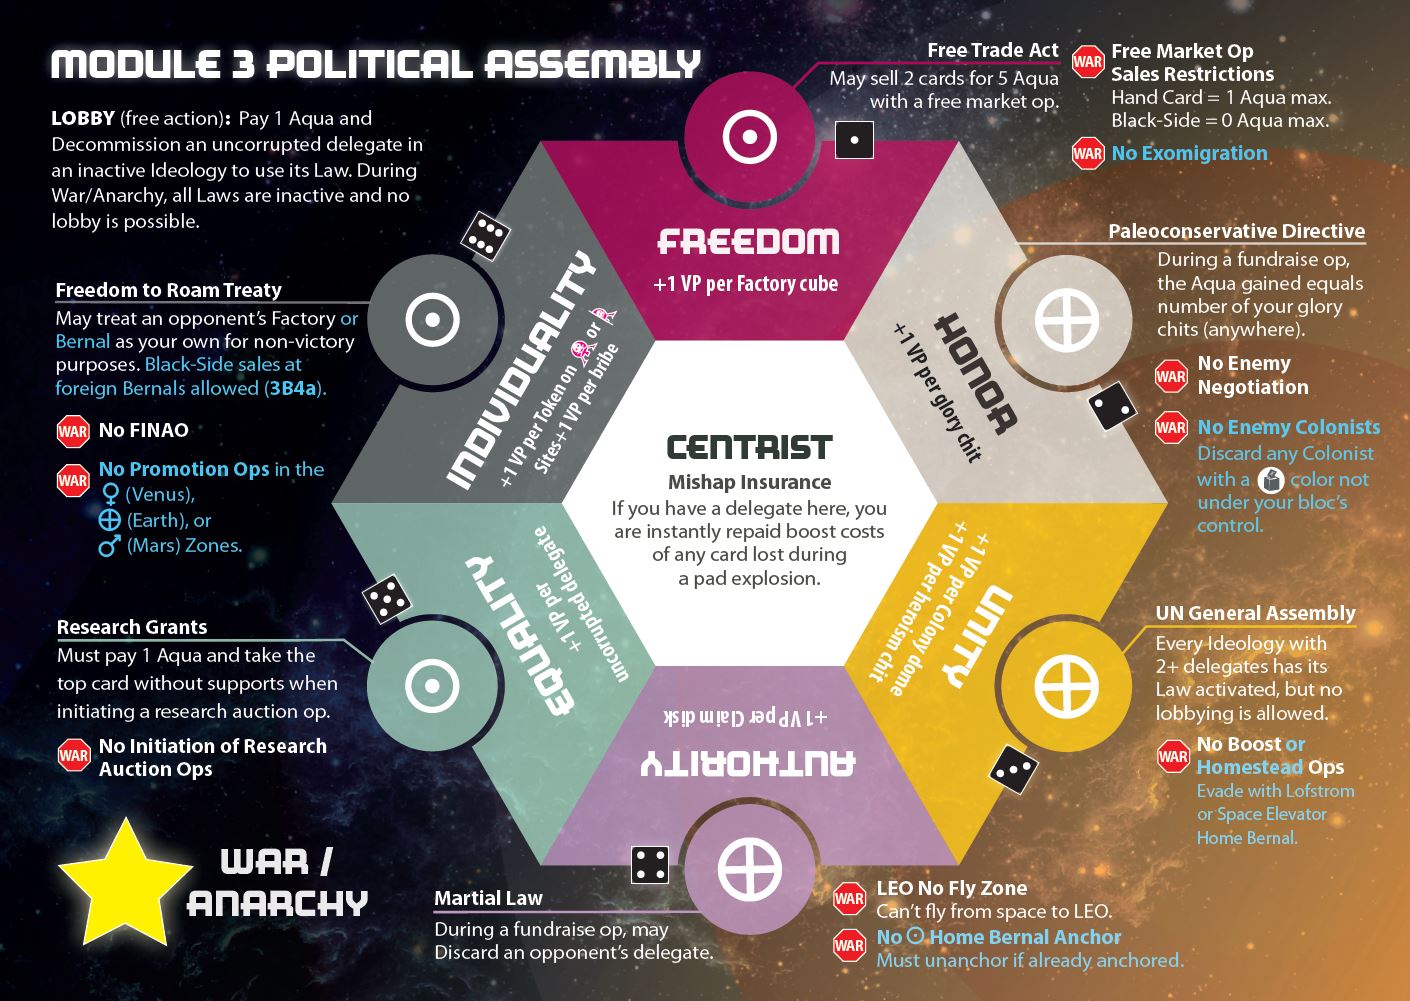 MODULE 3 POLITICAL ASSEMBLY
LOBBY (free action): Pay 1 Aqua and
Decommission an uncorrupted delegate in
an inactive Ideology to use its Law. During
War/Anarchy, all Laws are inactive and no
lobby is possible.
Free Trade Act
May sell 2 cards for 5 Aqua
with a free market op.
WAR
Free Market Op
Sales Restrictions
Hand Card = 1 Aqua max.
Black-Side = 0 Aqua max.
WAR
No Exomigration
FREEDOM
+1 VP per Factory cube
Paleoconservative Directive
During a fundraise op,
the Aqua gained equals
number of your glory
chits (anywhere).
WAR
No Enemy
Negotiation
WAR
No Enemy Colonists
Discard any Colonist
with a color not
under your bloc's
control.
HONOR
+1 VP per glory chit
Freedom to Roam Treaty
May treat an opponent's Factory or
Bernal as your own for non-victory
purposes. Black-Side sales at
foreign Bernals allowed (3B4a).
WAR
No FINAO
WAR
No Promotion Ops in the
♀ (Venus),
⊕ (Earth), or
♂ (Mars) Zones.
INDIVIDUALITY
+1 VP per Token on or
Sites+1 VP per bribe
CENTRIST
Mishap Insurance
If you have a delegate here, you
are instantly repaid boost costs
of any card lost during
a pad explosion.
UNITY
+1 VP per Colony dome
+1 VP per heroism chit
UN General Assembly
Every Ideology with
2+ delegates has its
Law activated, but no
lobbying is allowed.
WAR
No Boost or
Homestead Ops
Evade with Lofstrom
or Space Elevator
Home Bernal.
EQUALITY
+1 VP per
uncorrupted delegate
Research Grants
Must pay 1 Aqua and take the
top card without supports when
initiating a research auction op.
WAR
No Initiation of Research
Auction Ops
AUTHORITY
+1 VP per Claim disk
WAR /
ANARCHY
Martial Law
During a fundraise op, may
Discard an opponent's delegate.
WAR
LEO No Fly Zone
Can't fly from space to LEO.
WAR
No ⊙ Home Bernal Anchor
Must unanchor if already anchored.